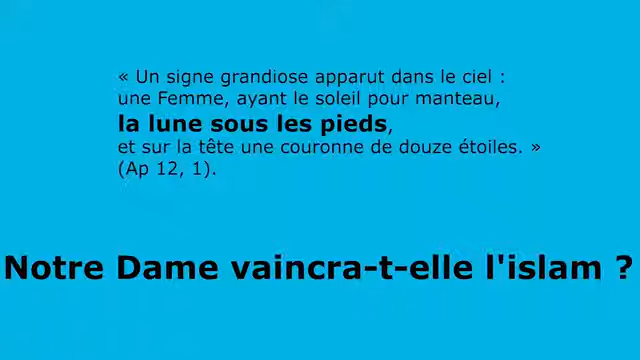 « Un signe grandiose apparut dans le ciel :
une Femme, ayant le soleil pour manteau,
la lune sous les pieds,
et sur la tête une couronne de douze étoiles. »
(Ap 12, 1).
Notre Dame vaincra-t-elle l'islam ?